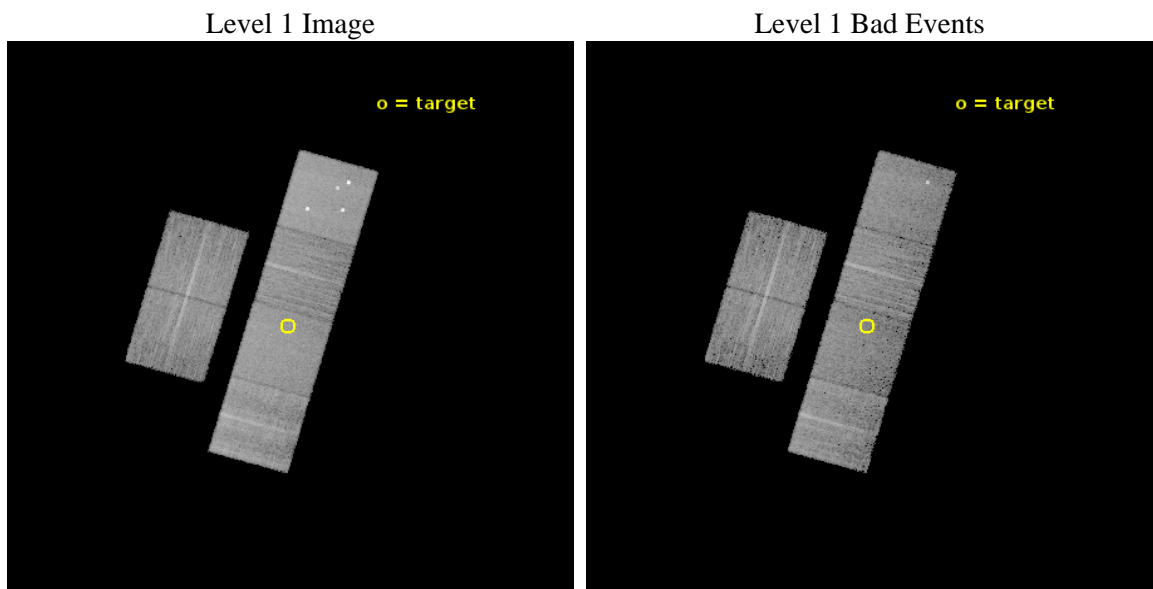 Level 1 Image
Level 1 Bad Events
o = target
o = target